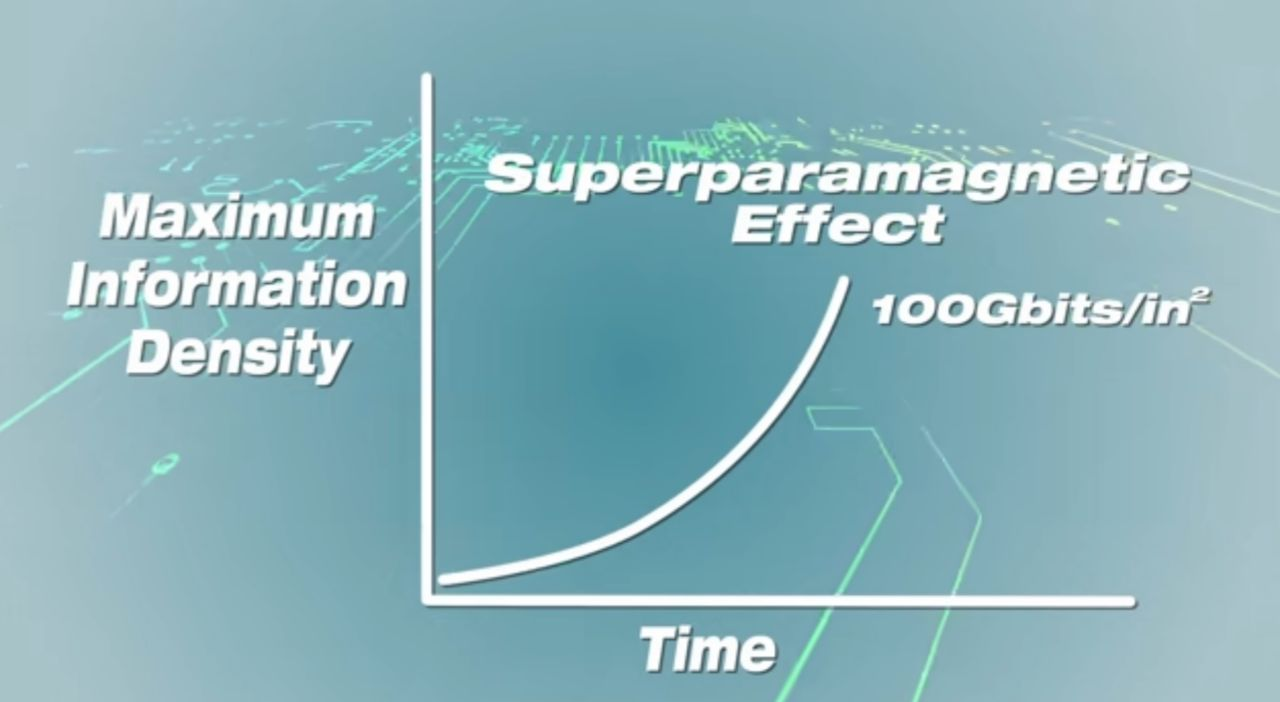 Superparamagnetic
Effect
Maximum
Information
Density
100Gbits/in²
Time